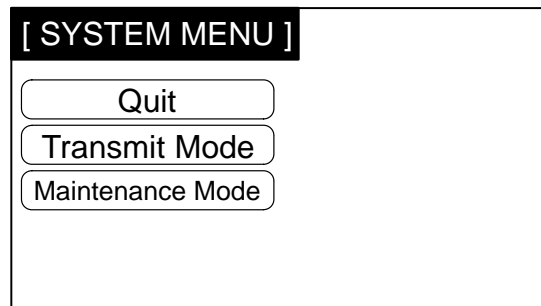 [ SYSTEM MENU ]
Quit
Transmit Mode
Maintenance Mode